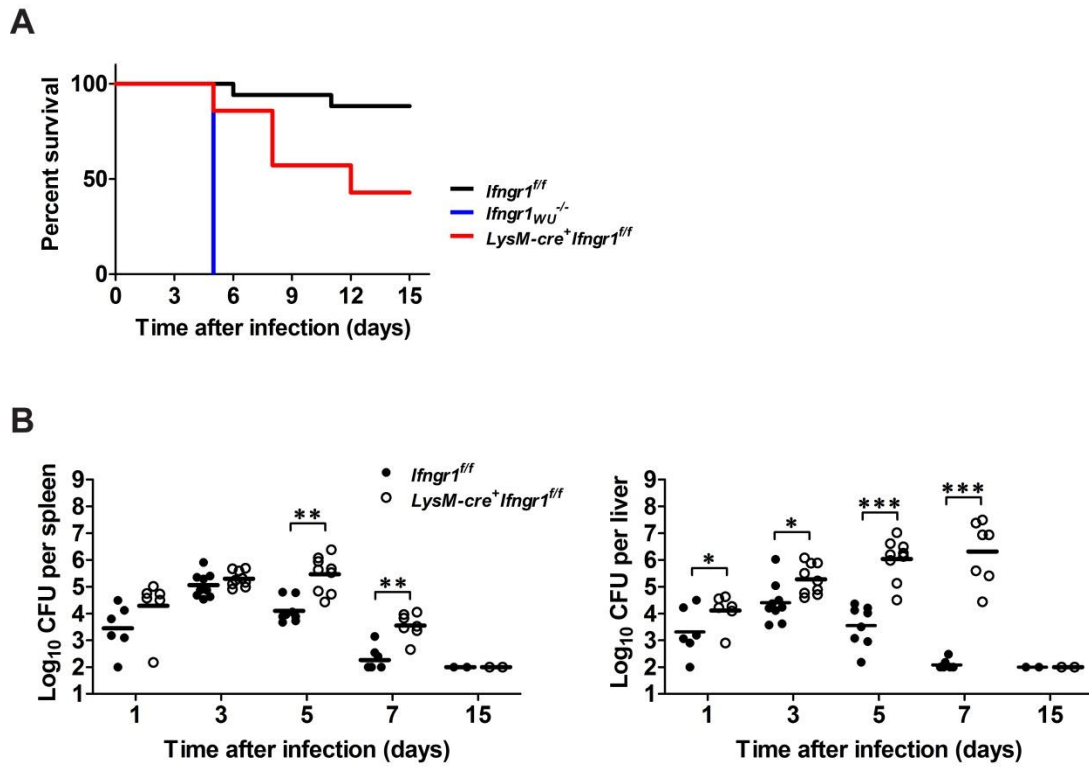 A
Percent survival
100
50
0
0 3 6 9 12 15
Time after infection (days)
Ifngr1f/f
Ifngr1WU-/-
LysM-cre+Ifngr1f/f
B
Log10 CFU per spleen
9
8
7
6
5
4
3
2
1
** **
1 3 5 7 15
Time after infection (days)
Ifngr1f/f
LysM-cre+Ifngr1f/f
Log10 CFU per liver
9
8
7
6
5
4
3
2
1
* * *** ***
1 3 5 7 15
Time after infection (days)